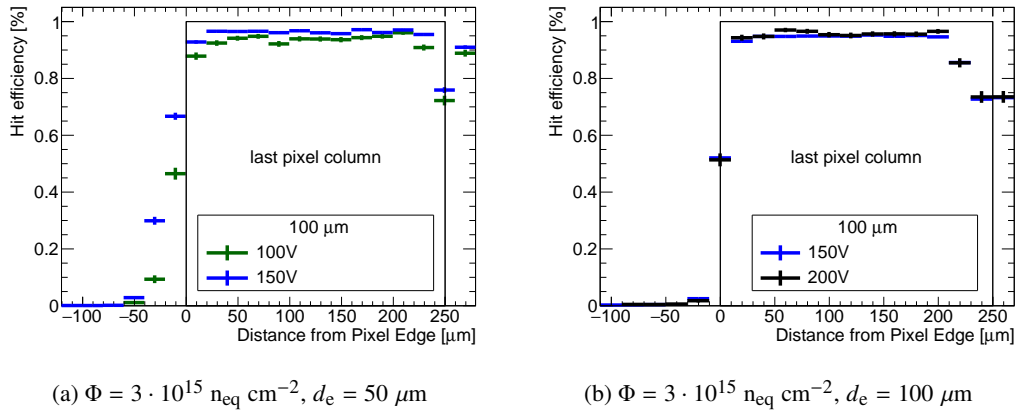 Hit efficiency [%]
1
0.8
0.6
0.4
0.2
0
last pixel column
100 μm
100V
150V
−100 −50 0 50 100 150 200 250
Distance from Pixel Edge [μm]
(a) Φ = 3 · 10¹⁵ n_eq cm⁻², d_e = 50 μm
Hit efficiency [%]
1
0.8
0.6
0.4
0.2
0
last pixel column
100 μm
150V
200V
−100 −50 0 50 100 150 200 250
Distance from Pixel Edge [μm]
(b) Φ = 3 · 10¹⁵ n_eq cm⁻², d_e = 100 μm